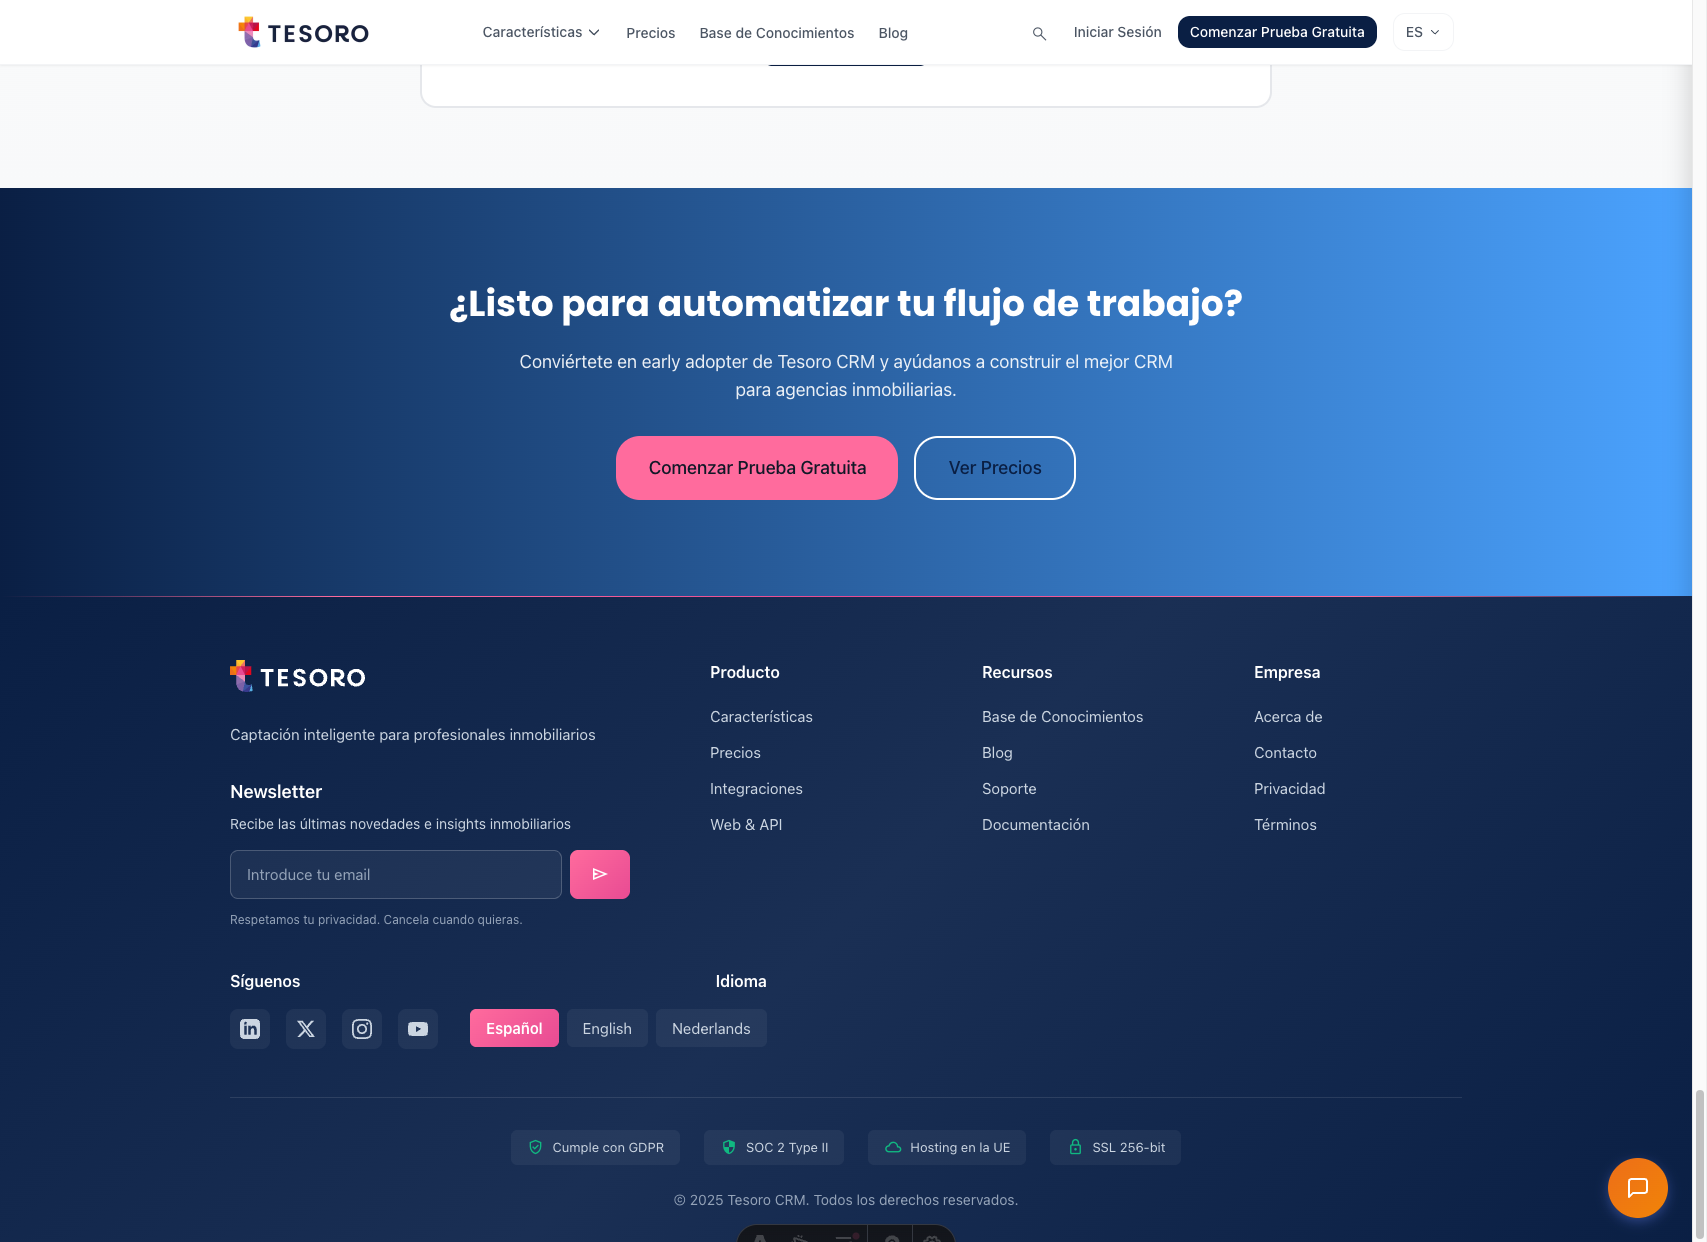 TESORO
Características
Precios
Base de Conocimientos
Blog
Iniciar Sesión
Comenzar Prueba Gratuita
ES
¿Listo para automatizar tu flujo de trabajo?
Conviértete en early adopter de Tesoro CRM y ayúdanos a construir el mejor CRM
para agencias inmobiliarias.
Comenzar Prueba Gratuita
Ver Precios
TESORO
Captación inteligente para profesionales inmobiliarios
Newsletter
Recibe las últimas novedades e insights inmobiliarios
Introduce tu email
Respetamos tu privacidad. Cancela cuando quieras.
Producto
Características
Precios
Integraciones
Web & API
Recursos
Base de Conocimientos
Blog
Soporte
Documentación
Empresa
Acerca de
Contacto
Privacidad
Términos
Síguenos
Idioma
Español
English
Nederlands
Cumple con GDPR
SOC 2 Type II
Hosting en la UE
SSL 256-bit
© 2025 Tesoro CRM. Todos los derechos reservados.